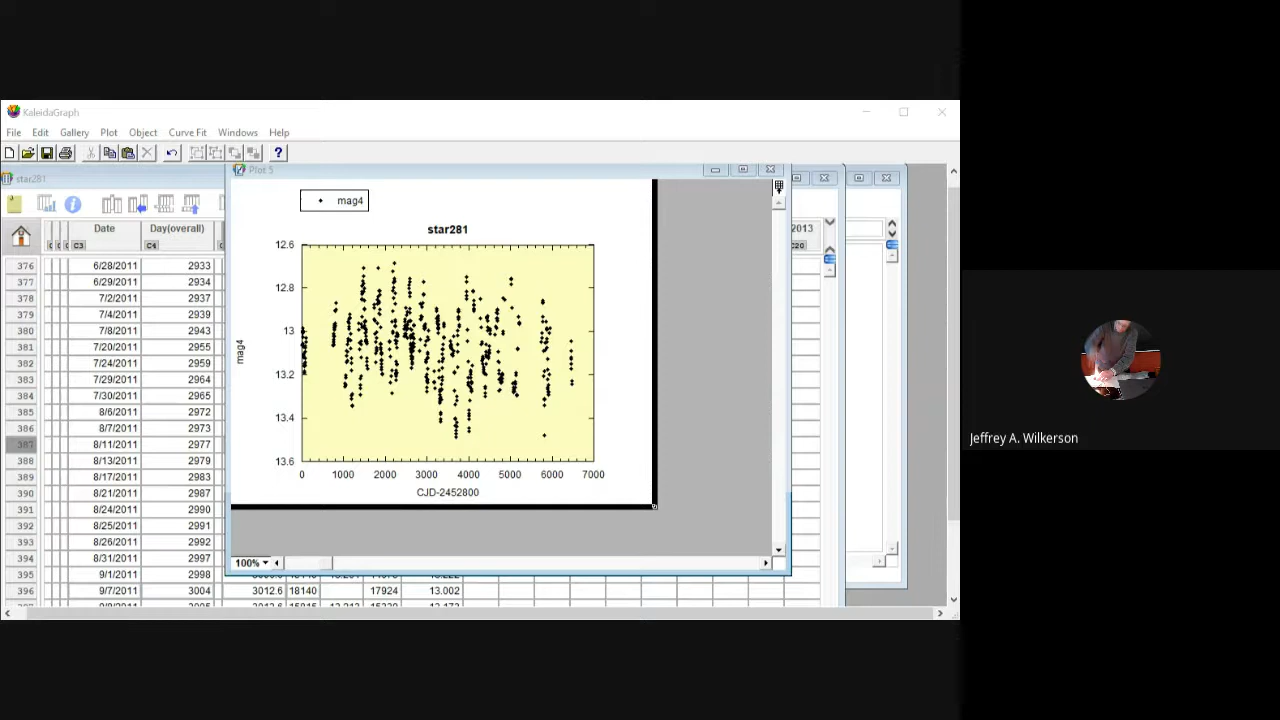 KaleidaGraph
File Edit Gallery Plot Object Curve Fit Windows Help
star281
Plot 5
mag4
star281
12.6
12.8
13
13.2
13.4
13.6
mag4
0 1000 2000 3000 4000 5000 6000 7000
CJD-2452800
100%
Date Day(overall) 2013
C3 C4 C20
376 6/28/2011 2933
377 6/29/2011 2934
378 7/2/2011 2937
379 7/4/2011 2939
380 7/8/2011 2943
381 7/20/2011 2955
382 7/24/2011 2959
383 7/29/2011 2964
384 7/30/2011 2965
385 8/6/2011 2972
386 8/7/2011 2973
387 8/11/2011 2977
388 8/13/2011 2979
389 8/17/2011 2983
390 8/21/2011 2987
391 8/24/2011 2990
392 8/25/2011 2991
393 8/26/2011 2992
394 8/31/2011 2997
395 9/1/2011 2998
396 9/7/2011 3004 3012.6 18140 17924 13.002
Jeffrey A. Wilkerson